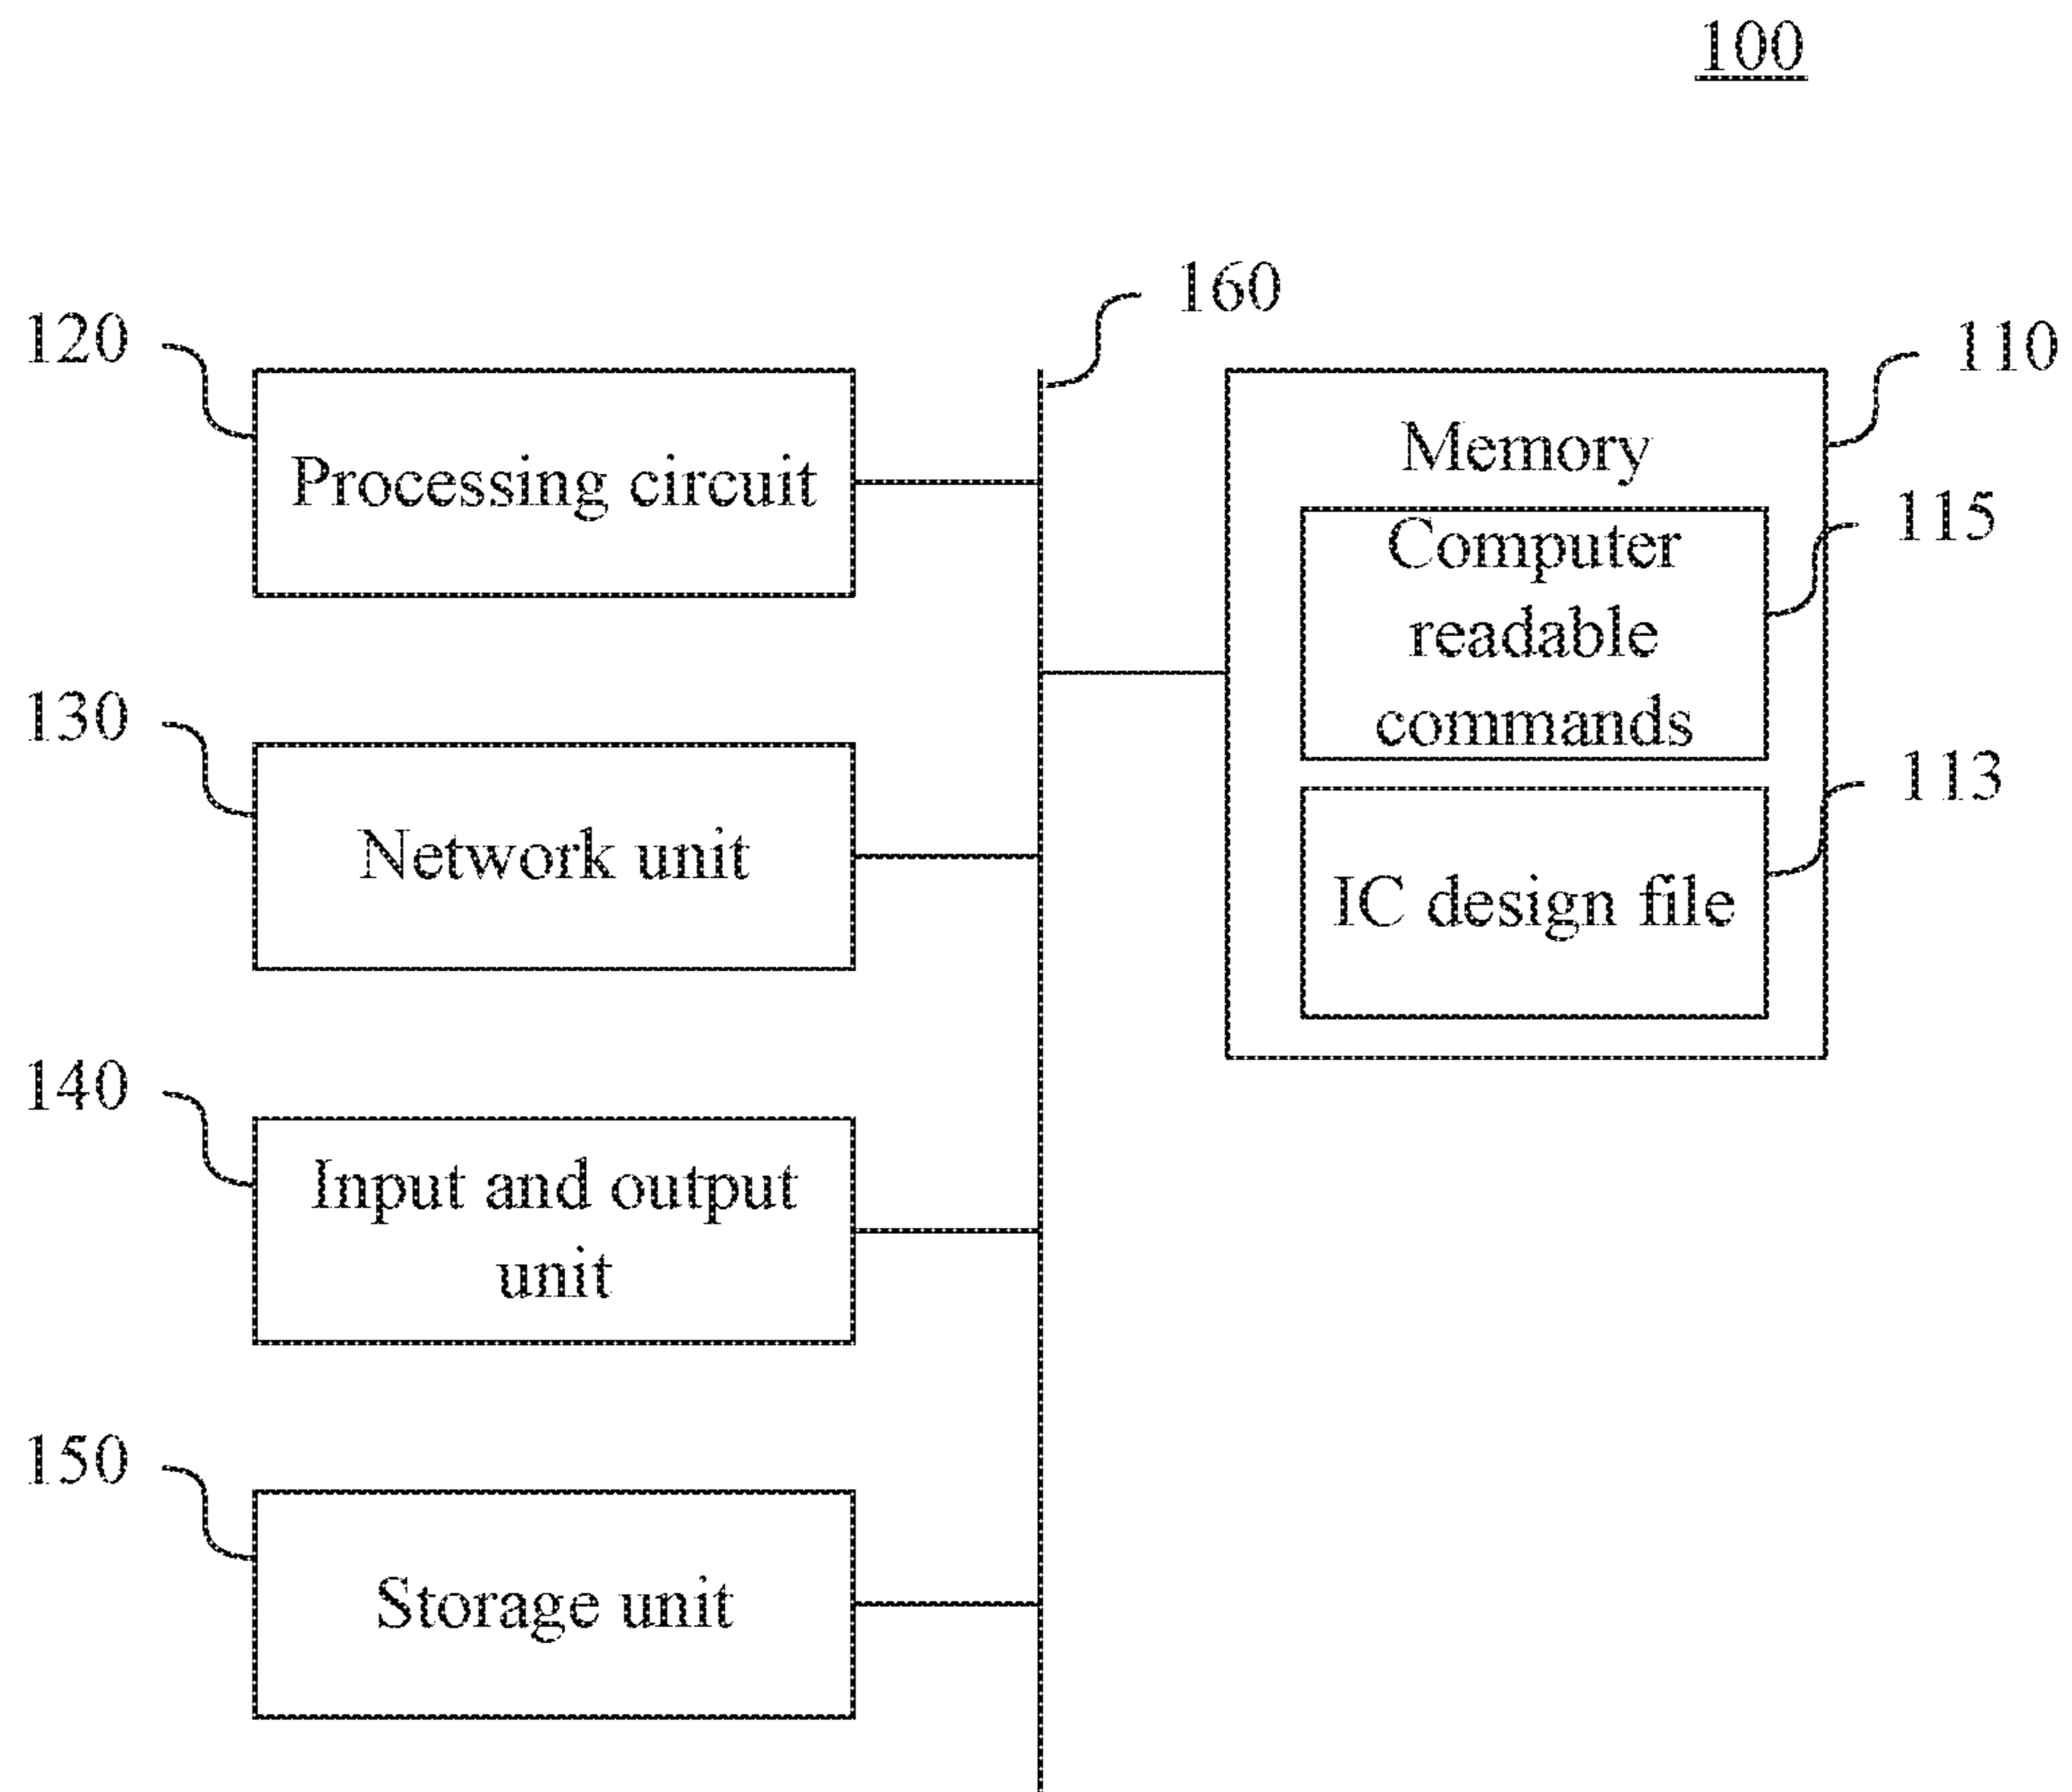 100
160
120
110
Processing circuit
Memory
115
Computer
readable
commands
130
113
Network unit
IC design file
140
Input and output
unit
150
Storage unit